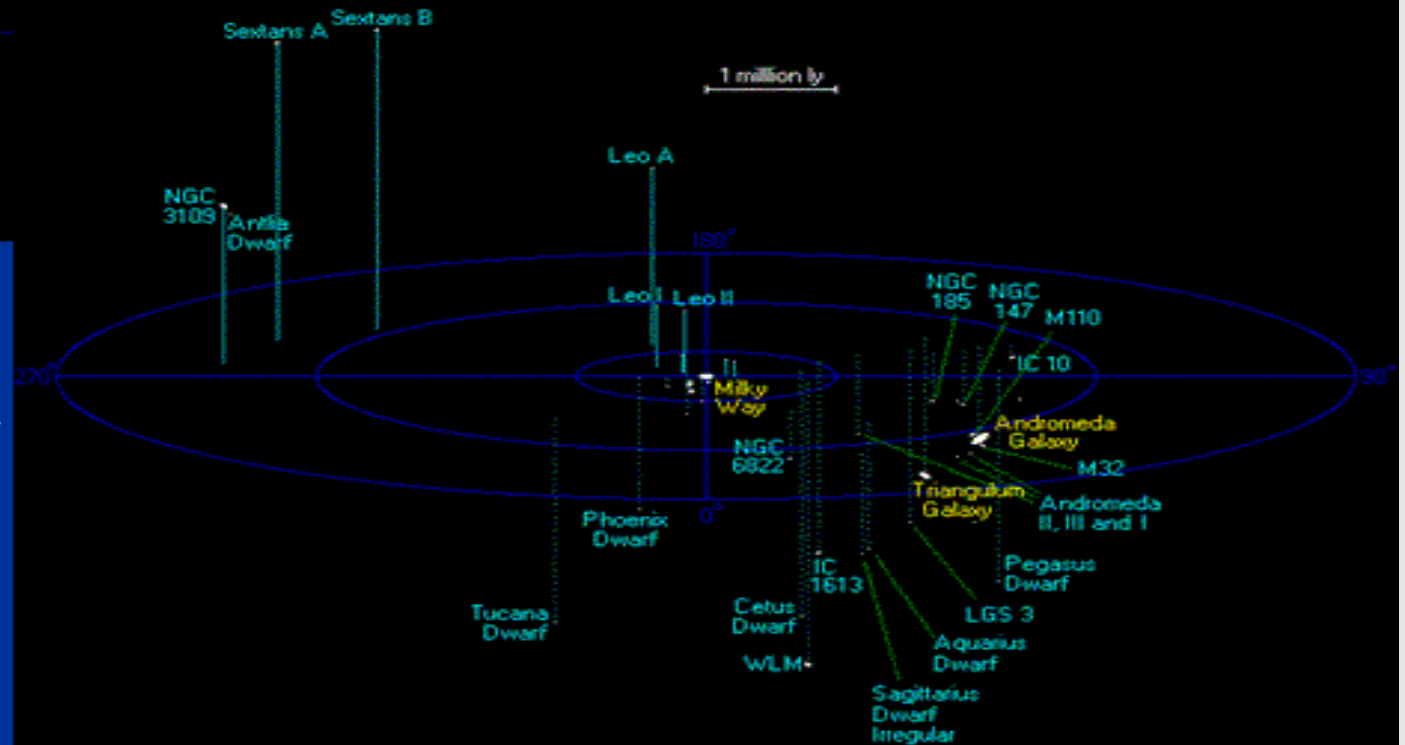 Sextans B
Sextans A
1 million ly
Leo A
NGC
3109
Antlia
Dwarf
180°
Leo I
Leo II
NGC
185
NGC
147
M110
IC 10
270°
90°
Milky
Way
Andromeda
Galaxy
NGC
6822
M32
Triangulum
Galaxy
Andromeda
II, III and I
Phoenix
Dwarf
0°
IC
1613
Pegasus
Dwarf
Tucana
Dwarf
Cetus
Dwarf
LGS 3
Aquarius
Dwarf
WLM
Sagittarius
Dwarf
Irregular